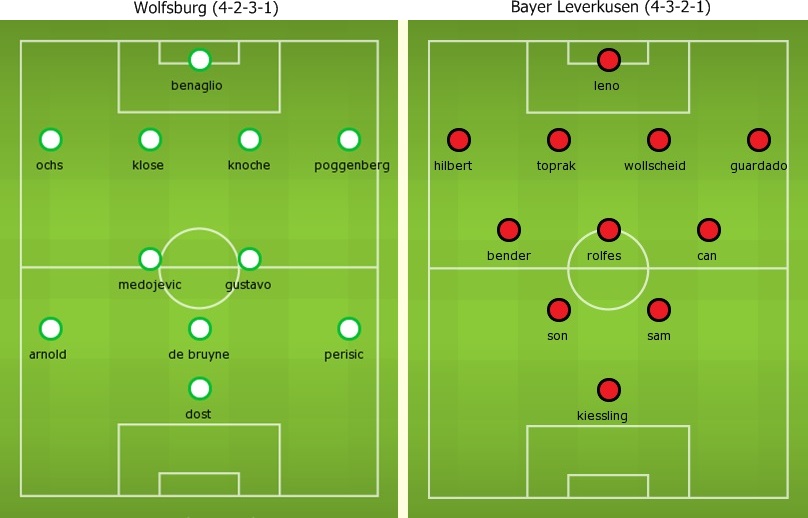 Wolfsburg (4-2-3-1)
benaglio
ochs klose knoche poggenberg
medojevic gustavo
arnold de bruyne perisic
dost
Bayer Leverkusen (4-3-2-1)
leno
hilbert toprak wollscheid guardado
bender rolfes can
son sam
kiessling